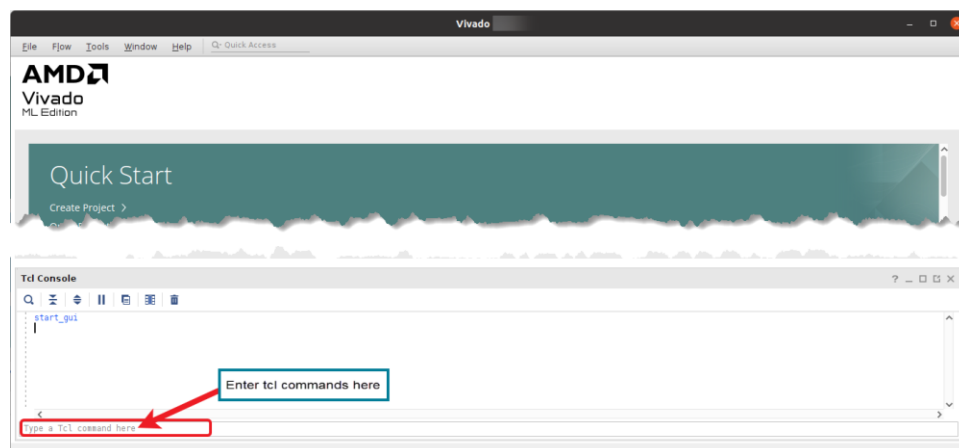 Vivado
File Flow Tools Window Help Quick Access
AMD
Vivado
ML Edition
Quick Start
Create Project >
Tcl Console
start_gui
Enter tcl commands here
Type a Tcl command here